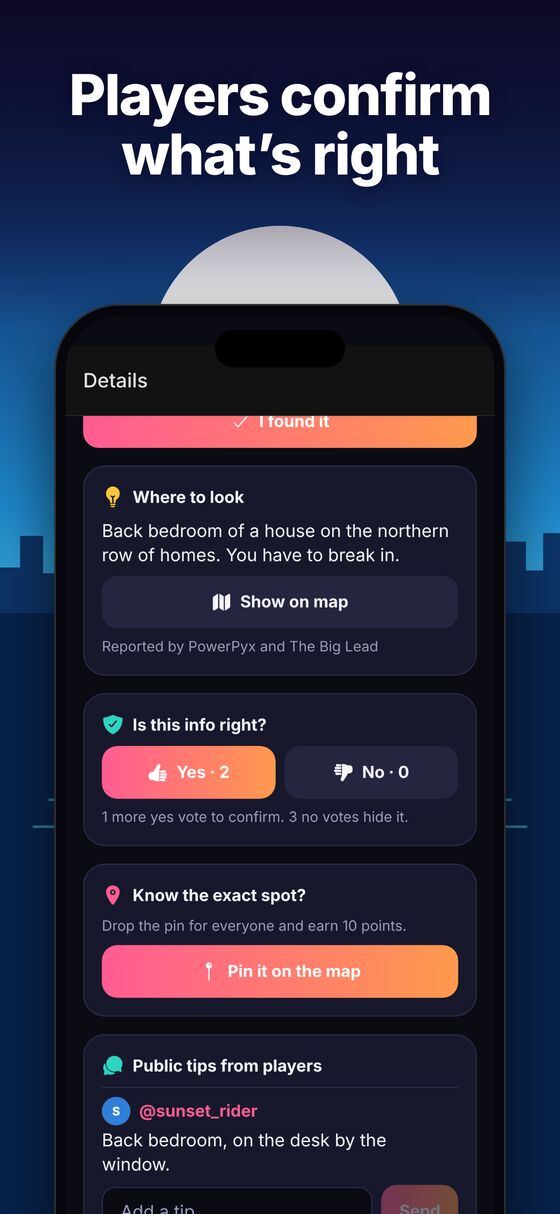 Players confirm
what’s right
Details
I found it
Where to look
Back bedroom of a house on the northern
row of homes. You have to break in.
Show on map
Reported by PowerPyx and The Big Lead
Is this info right?
Yes · 2
No · 0
1 more yes vote to confirm. 3 no votes hide it.
Know the exact spot?
Drop the pin for everyone and earn 10 points.
Pin it on the map
Public tips from players
S
@sunset_rider
Back bedroom, on the desk by the
window.
Add a tip
Send